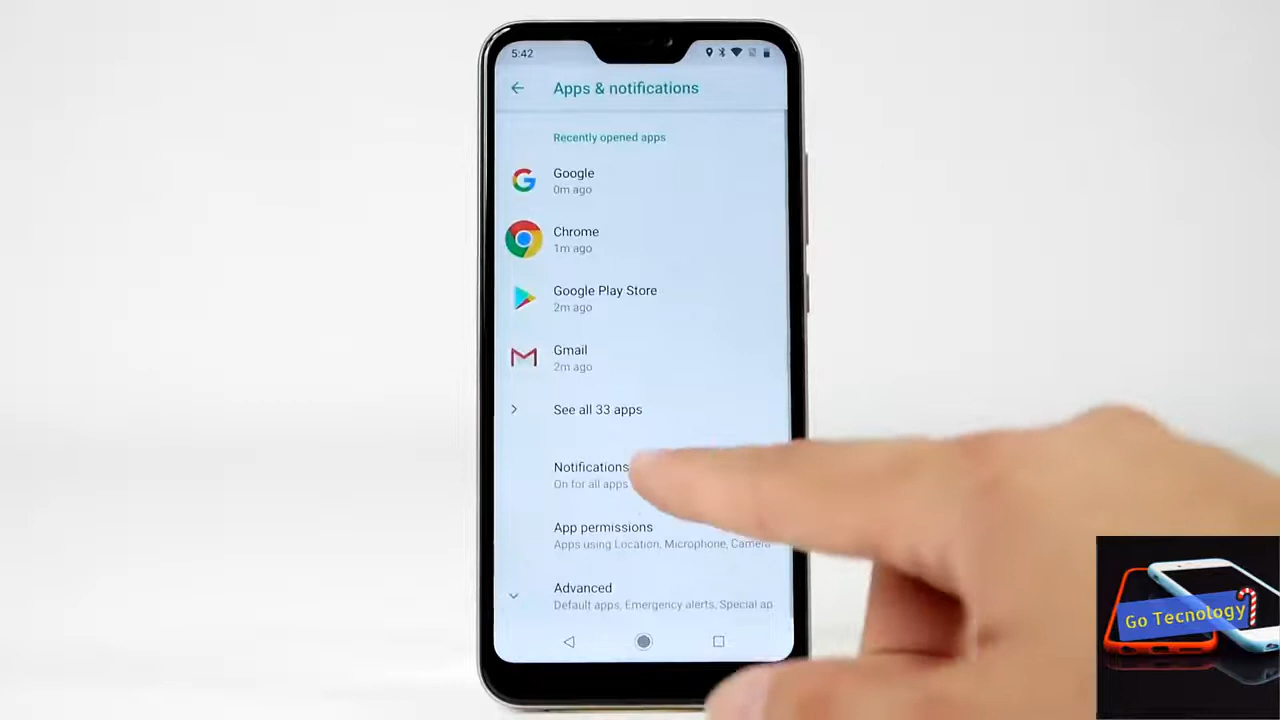 5:42
Apps & notifications
Recently opened apps
Google
0m ago
Chrome
1m ago
Google Play Store
2m ago
Gmail
2m ago
See all 33 apps
Notifications
On for all apps
App permissions
Apps using Location, Microphone, Camera
Advanced
Default apps, Emergency alerts, Special ap
Go Tecnology